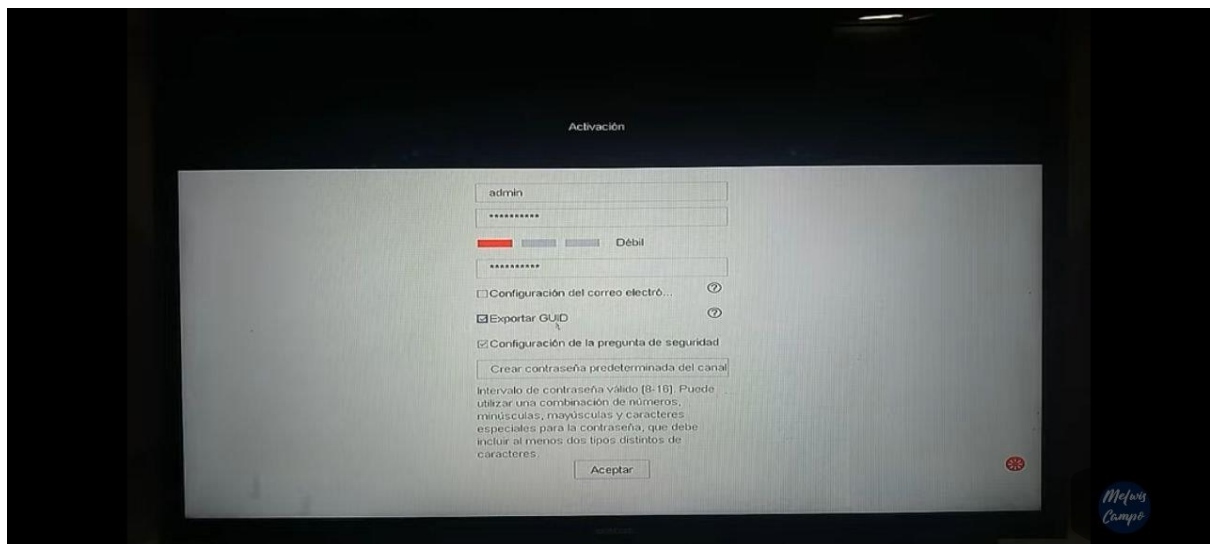 Activación
admin
**********
Débil
**********
Configuración del correo electró...
Exportar GUID
Configuración de la pregunta de seguridad
Crear contraseña predeterminada del canal
Intervalo de contraseña válido [8-16]. Puede
utilizar una combinación de números,
minúsculas, mayúsculas y caracteres
especiales para la contraseña, que debe
incluir al menos dos tipos distintos de
caracteres.
Aceptar
Melwis
Campo